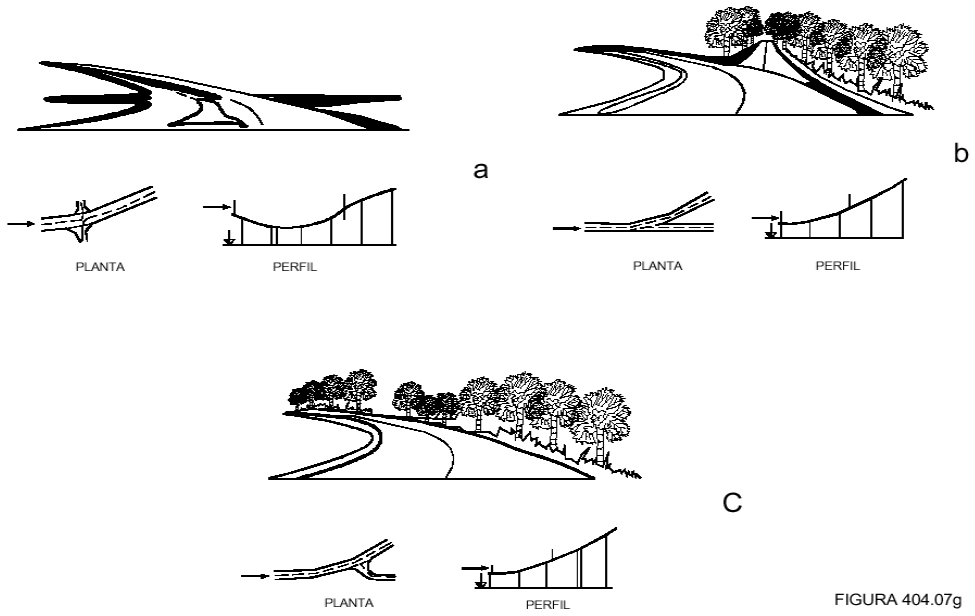 a
b
PLANTA
PERFIL
PLANTA
PERFIL
C
PLANTA
PERFIL
FIGURA 404.07g